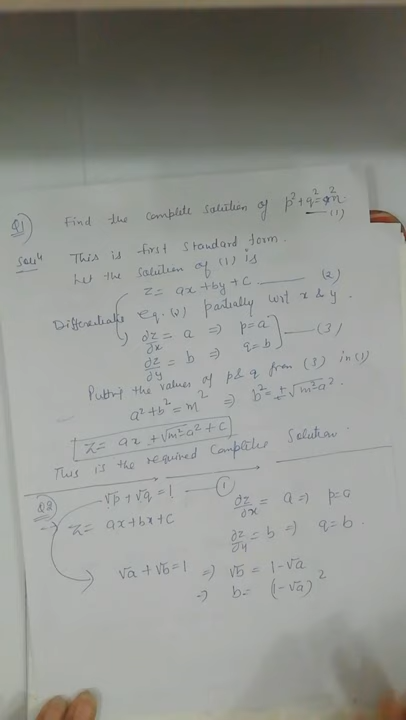 Q1) Find the complete solution of p² + q² = m². —(1)
Solⁿ This is first standard form.
Let the solution of (1) is
z = ax + by + c —— (2)
Differentiate eq. (2) partially wrt x & y.
∂z/∂x = a ⇒ p = a
∂z/∂y = b ⇒ q = b —(3)
Putting the values of p & q from (3) in (1)
a² + b² = m² ⇒ b² = ±√m²-a².
z = ax + √m²-a² + c
This is the required Complete Solution.
Q2 √p + √q = 1 —— (1)
∂z/∂x = a ⇒ p = a
z = ax + bx + c
∂z/∂y = b ⇒ q = b.
√a + √b = 1 ⇒ √b = 1-√a
⇒ b = (1-√a)²